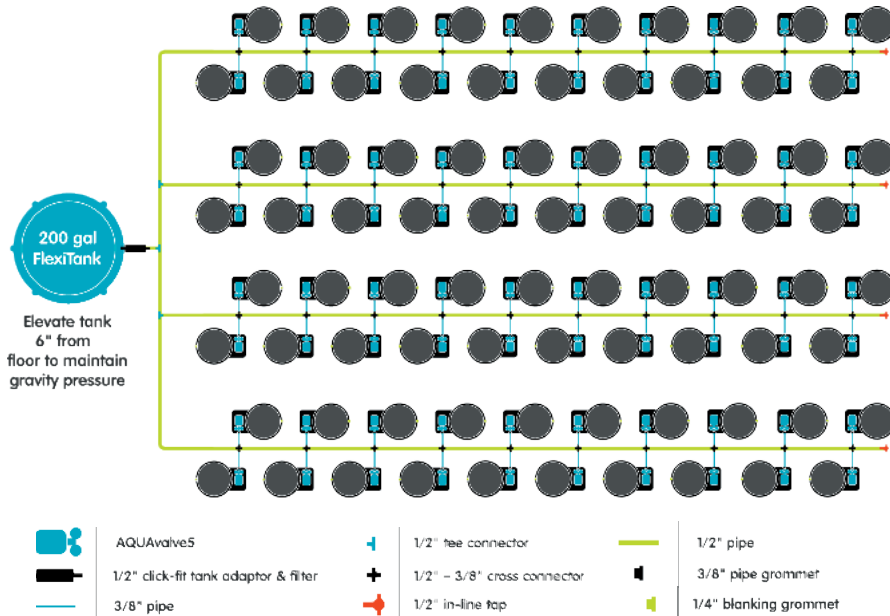 200 gal
FlexiTank
Elevate tank
6" from
floor to maintain
gravity pressure
AQUAvalve5
1/2" click-fit tank adaptor & filter
3/8" pipe
1/2" tee connector
1/2" - 3/8" cross connector
1/2" in-line tap
1/2" pipe
3/8" pipe grommet
1/4" blanking grommet